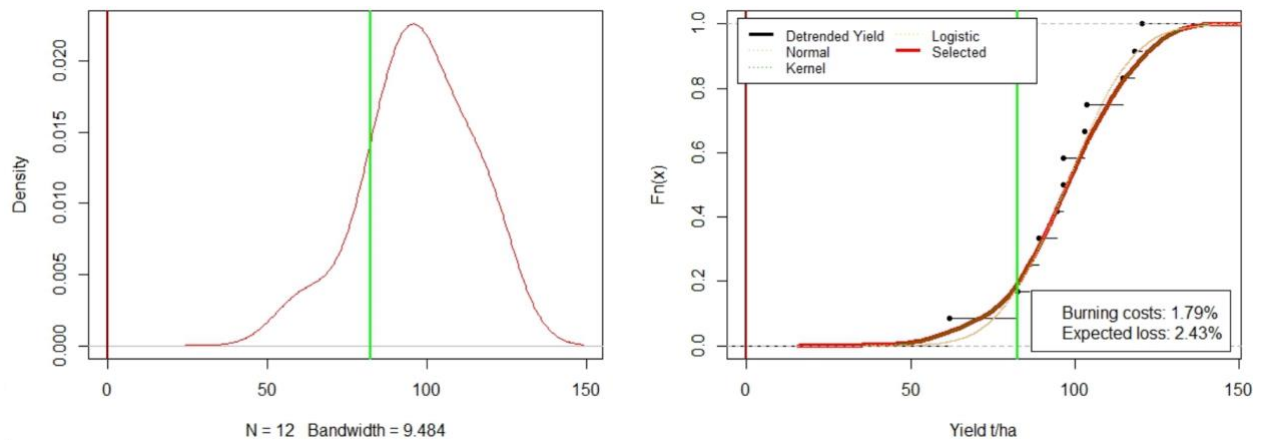 Density
0.000
0.005
0.010
0.015
0.020
0
50
100
150
N = 12 Bandwidth = 9.484
Fn(x)
0.0
0.2
0.4
0.6
0.8
1.0
Detrended Yield
Normal
Kernel
Logistic
Selected
Burning costs: 1.79%
Expected loss: 2.43%
0
50
100
150
Yield t/ha